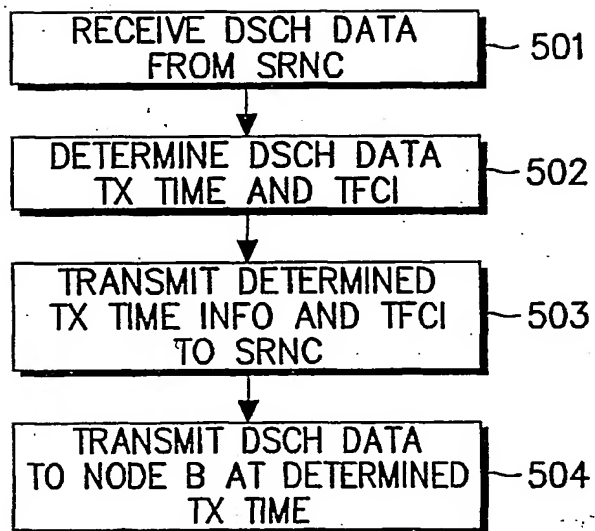 RECEIVE DSCH DATA
FROM SRNC
501
DETERMINE DSCH DATA
TX TIME AND TFCI
502
TRANSMIT DETERMINED
TX TIME INFO AND TFCI
TO SRNC
503
TRANSMIT DSCH DATA
TO NODE B AT DETERMINED
TX TIME
504